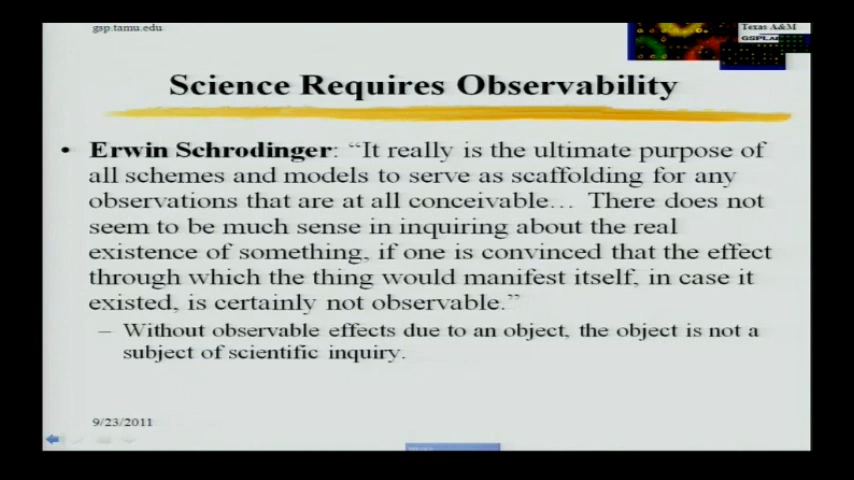 gsp.tamu.edu
Texas A&M
Science Requires Observability
• Erwin Schrodinger: “It really is the ultimate purpose of
all schemes and models to serve as scaffolding for any
observations that are at all conceivable… There does not
seem to be much sense in inquiring about the real
existence of something, if one is convinced that the effect
through which the thing would manifest itself, in case it
existed, is certainly not observable.”
– Without observable effects due to an object, the object is not a
subject of scientific inquiry.
9/23/2011